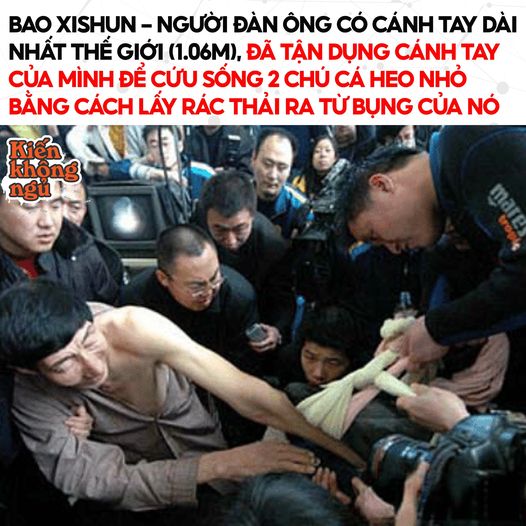 BAO XISHUN – NGƯỜI ĐÀN ÔNG CÓ CÁNH TAY DÀI
NHẤT THẾ GIỚI (1.06M), ĐÃ TẬN DỤNG CÁNH TAY
CỦA MÌNH ĐỂ CỨU SỐNG 2 CHÚ CÁ HEO NHỎ
BẰNG CÁCH LẤY RÁC THẢI RA TỪ BỤNG CỦA NÓ
Kiến
không
ngủ
mares